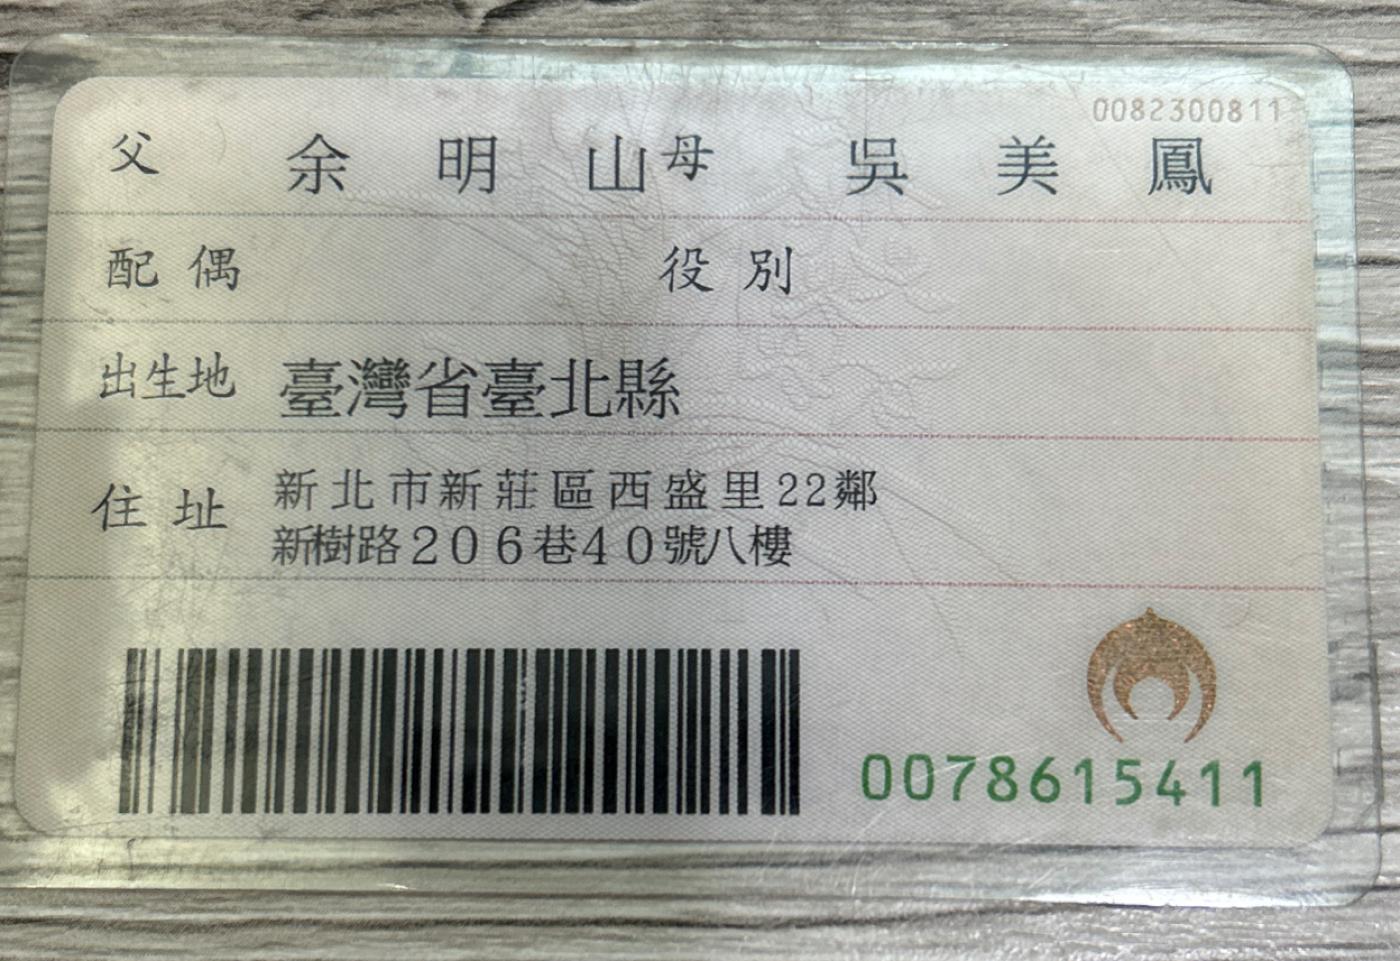 0082300811
父 余明山 母 吳美鳳
配偶 役別
出生地 臺灣省臺北縣
住址 新北市新莊區西盛里22鄰
新樹路206巷40號八樓
0078615411